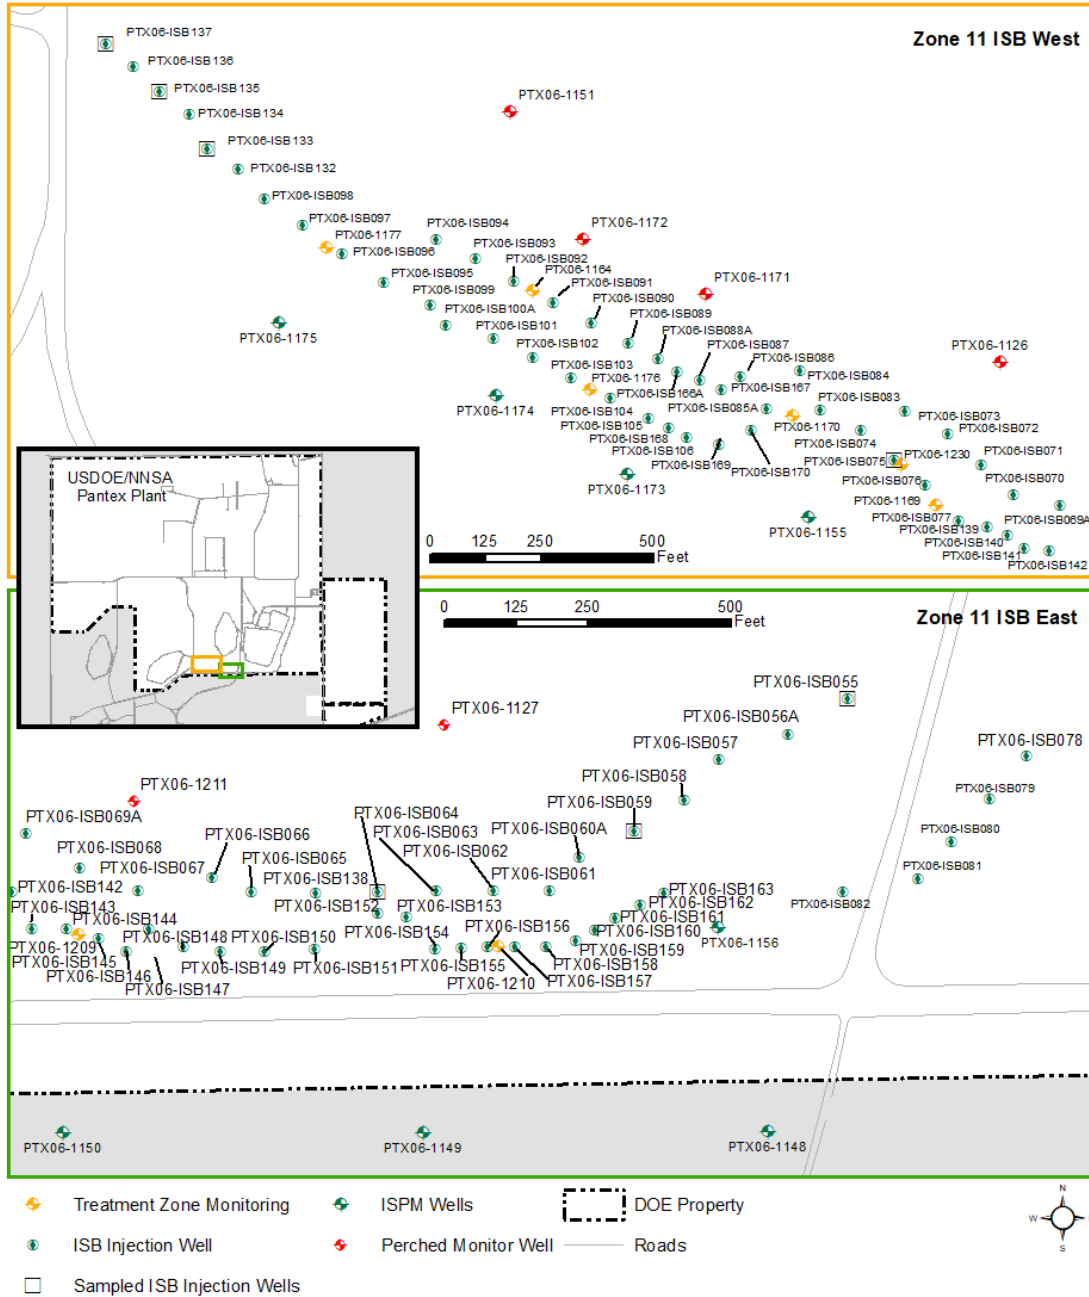 Zone 11 ISB West
PTX06-ISB137
PTX06-ISB136
PTX06-ISB135
PTX06-ISB134
PTX06-1151
PTX06-ISB133
PTX06-ISB132
PTX06-ISB098
PTX06-ISB097
PTX06-1177
PTX06-ISB096
PTX06-ISB094
PTX06-ISB093
PTX06-ISB092
PTX06-1172
PTX06-1164
PTX06-ISB095
PTX06-ISB091
PTX06-1171
PTX06-ISB099
PTX06-ISB090
PTX06-ISB100A
PTX06-ISB089
PTX06-ISB101
PTX06-ISB088A
PTX06-1175
PTX06-ISB102
PTX06-ISB087
PTX06-1126
PTX06-ISB086
PTX06-ISB103
PTX06-ISB084
PTX06-1176
PTX06-ISB167
PTX06-ISB166A
PTX06-ISB083
PTX06-1174
PTX06-ISB104
PTX06-ISB085A
PTX06-ISB073
PTX06-ISB105
PTX06-1170
PTX06-ISB072
PTX06-ISB168
PTX06-ISB074
PTX06-ISB106
PTX06-1230
PTX06-ISB071
PTX06-ISB075
PTX06-ISB169
PTX06-ISB170
PTX06-ISB070
PTX06-ISB076
PTX06-1173
PTX06-1169
PTX06-ISB077
PTX06-ISB069A
PTX06-ISB139
PTX06-1155
PTX06-ISB140
PTX06-ISB141
PTX06-ISB142
0 125 250 500
Feet
USDOE/NNSA
Pantex Plant
Zone 11 ISB East
0 125 250 500
Feet
PTX06-ISB055
PTX06-1127
PTX06-ISB056A
PTX06-ISB057
PTX06-ISB078
PTX06-ISB058
PTX06-1211
PTX06-ISB079
PTX06-ISB059
PTX06-ISB069A
PTX06-ISB064
PTX06-ISB066
PTX06-ISB063
PTX06-ISB060A
PTX06-ISB080
PTX06-ISB068
PTX06-ISB062
PTX06-ISB065
PTX06-ISB067
PTX06-ISB081
PTX06-ISB138
PTX06-ISB061
PTX06-ISB142
PTX06-ISB163
PTX06-ISB082
PTX06-ISB152
PTX06-ISB153
PTX06-ISB162
PTX06-ISB143
PTX06-ISB144
PTX06-ISB161
PTX06-ISB156
PTX06-ISB148
PTX06-ISB150
PTX06-ISB154
PTX06-ISB160
PTX06-1156
PTX06-1209
PTX06-ISB159
PTX06-ISB145
PTX06-ISB149
PTX06-ISB151
PTX06-ISB155
PTX06-ISB158
PTX06-ISB146
PTX06-1210
PTX06-ISB157
PTX06-ISB147
PTX06-1150
PTX06-1149
PTX06-1148
Treatment Zone Monitoring
ISPM Wells
DOE Property
ISB Injection Well
Perched Monitor Well
Roads
Sampled ISB Injection Wells
N
W
S